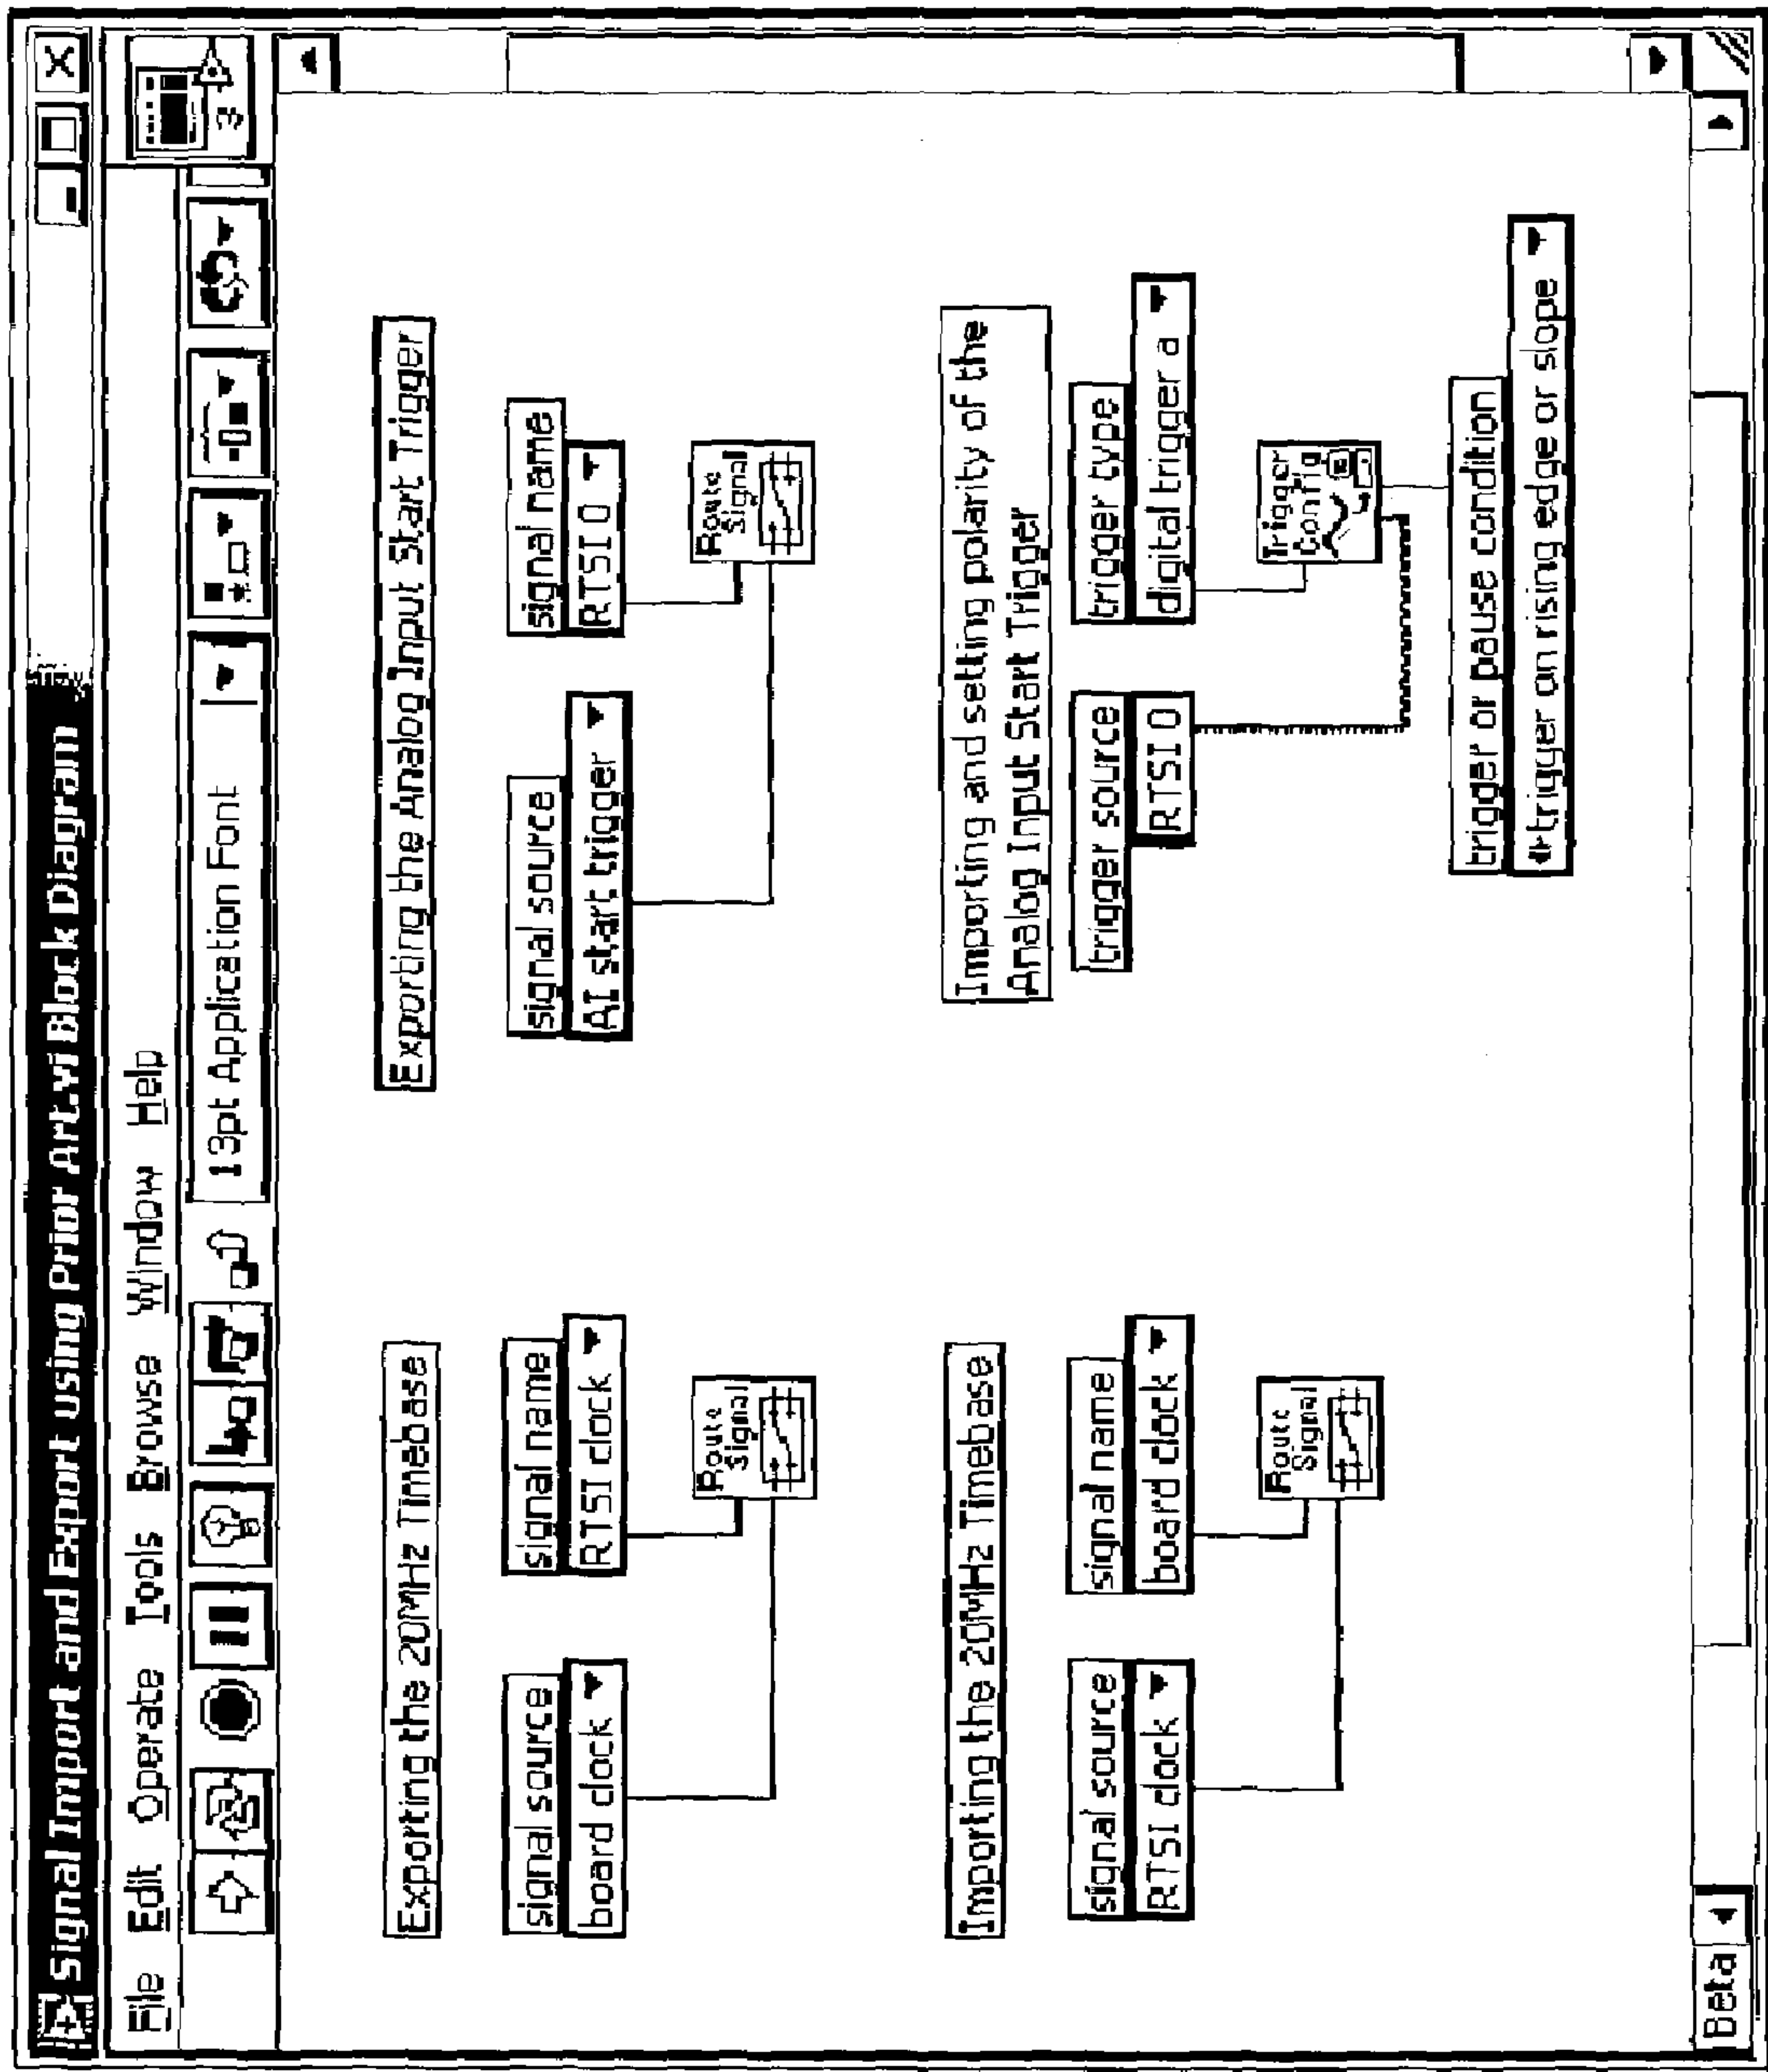 Signal Import and Export using Prior Art.vi Block Diagram
File Edit Operate Tools Browse Window Help
13pt Application Font
3
Exporting the 20MHz Timebase
signal source
board clock
signal name
RTSI clock
Route
Signal
Exporting the Analog Input Start Trigger
signal source
AI start trigger
signal name
RTSI 0
Route
Signal
Importing the 20MHz Timebase
signal source
RTSI clock
signal name
board clock
Route
Signal
Importing and setting polarity of the
Analog Input Start Trigger
trigger source
RTSI 0
trigger type
digital trigger a
Trigger
Config
trigger or pause condition
trigger on rising edge or slope
Beta